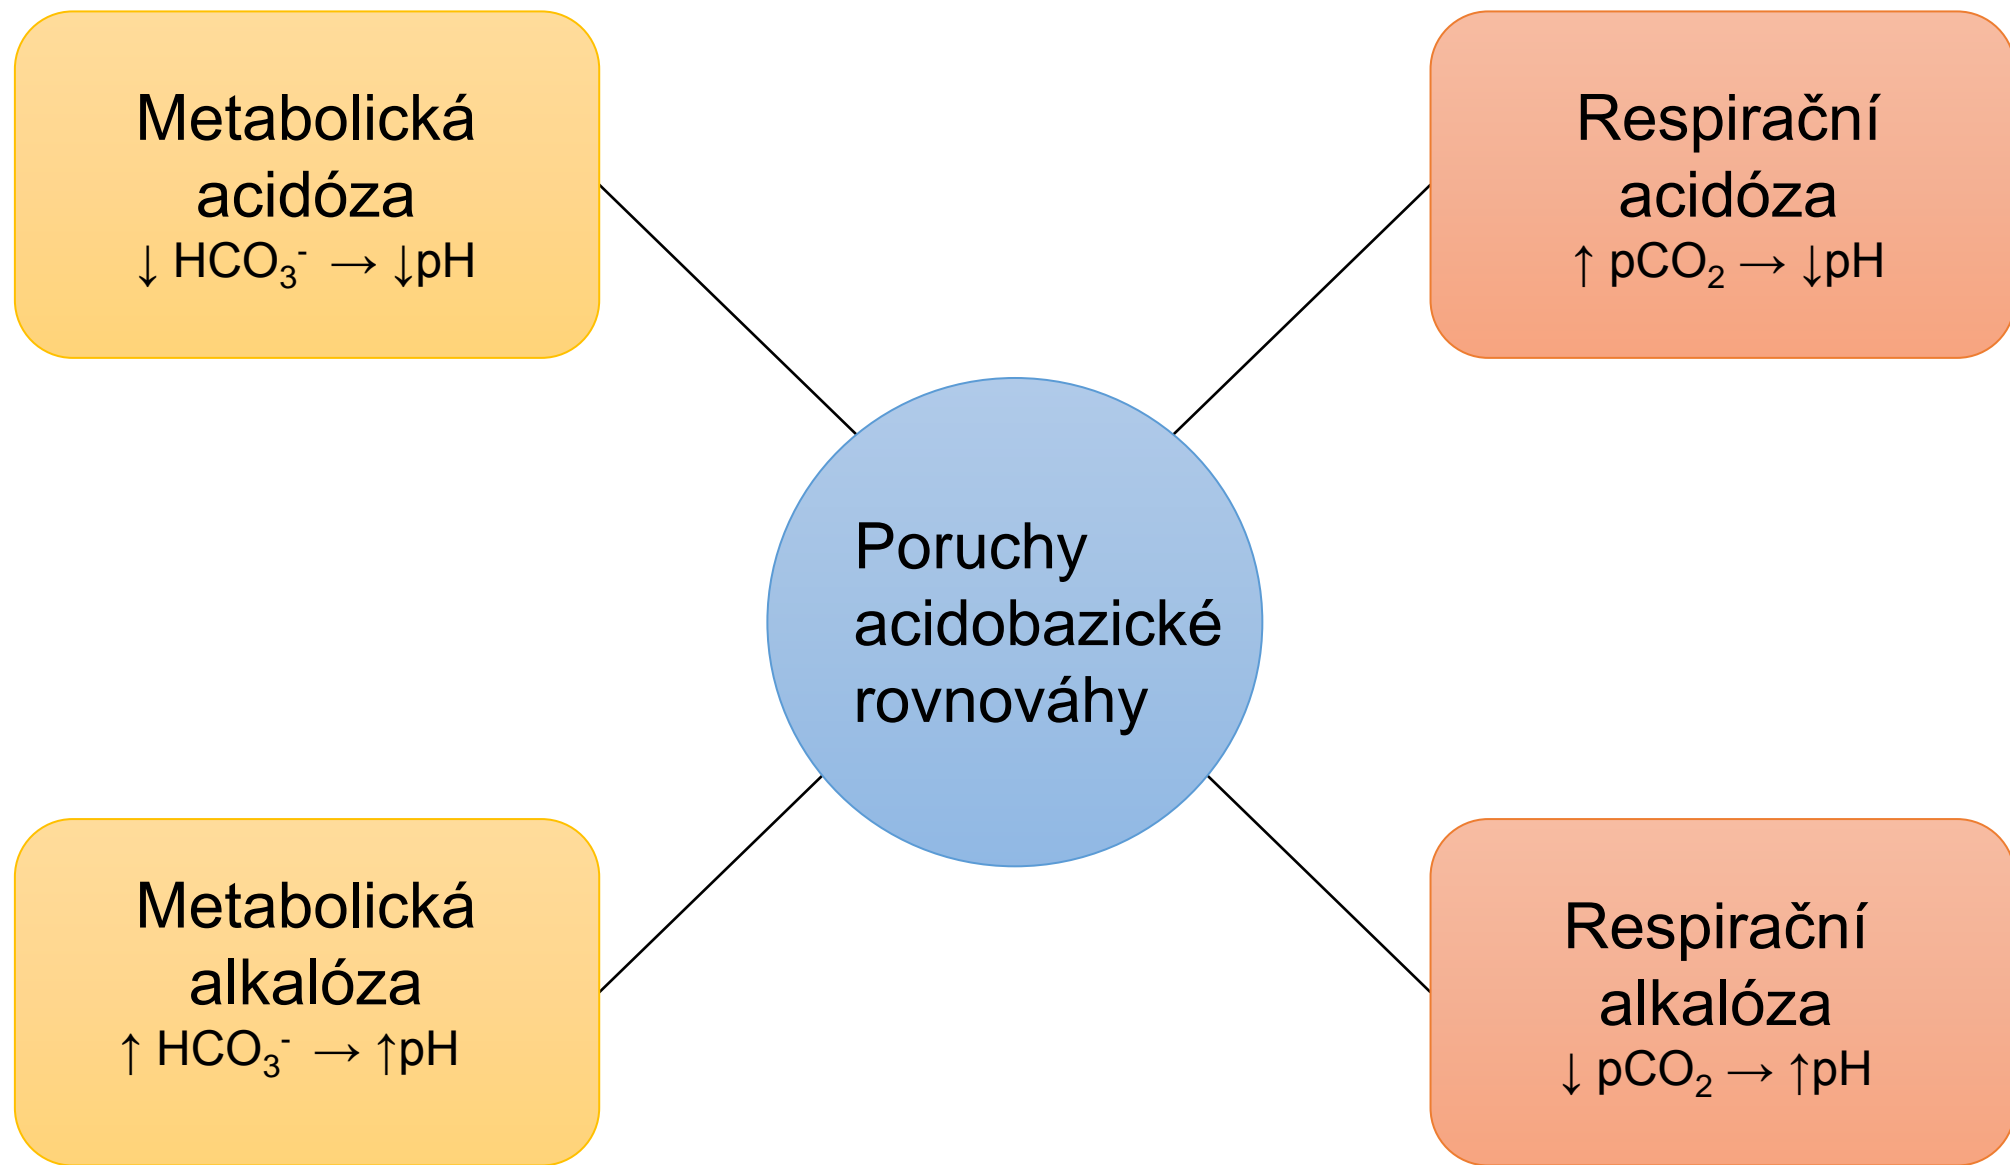 Metabolická
acidóza
↓ HCO₃⁻ → ↓pH
Respirační
acidóza
↑ pCO₂ → ↓pH
Poruchy
acidobazické
rovnováhy
Metabolická
alkalóza
↑ HCO₃⁻ → ↑pH
Respirační
alkalóza
↓ pCO₂ → ↑pH